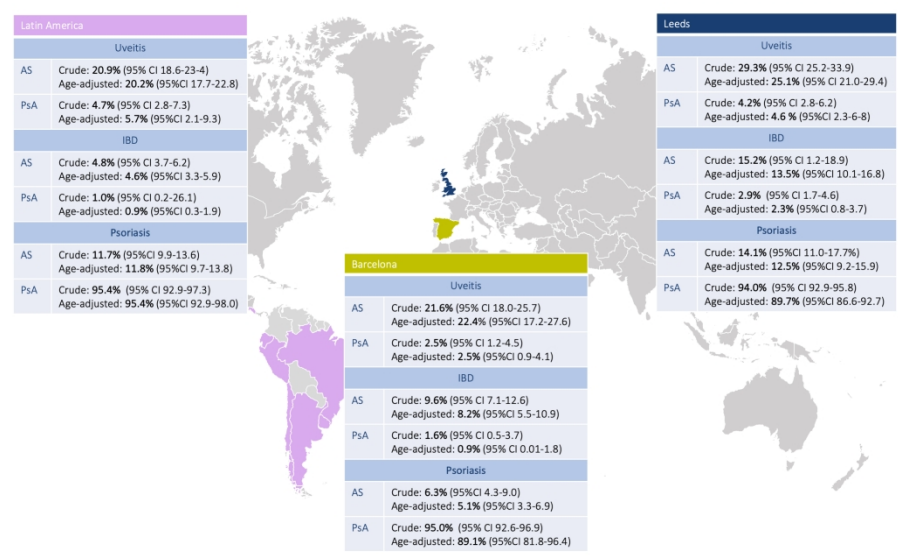 Latin America
Uveitis
AS Crude: 20.9% (95% CI 18.6-23-4)
Age-adjusted: 20.2% (95%CI 17.7-22.8)
PsA Crude: 4.7% (95% CI 2.8-7.3)
Age-adjusted: 5.7% (95%CI 2.1-9.3)
IBD
AS Crude: 4.8% (95% CI 3.7-6.2)
Age-adjusted: 4.6% (95%CI 3.3-5.9)
PsA Crude: 1.0% (95% CI 0.2-26.1)
Age-adjusted: 0.9% (95%CI 0.3-1.9)
Psoriasis
AS Crude: 11.7% (95% CI 9.9-13.6)
Age-adjusted: 11.8% (95%CI 9.7-13.8)
PsA Crude: 95.4% (95% CI 92.9-97.3)
Age-adjusted: 95.4% (95%CI 92.9-98.0)
Leeds
Uveitis
AS Crude: 29.3% (95% CI 25.2-33.9)
Age-adjusted: 25.1% (95%CI 21.0-29.4)
PsA Crude: 4.2% (95% CI 2.8-6.2)
Age-adjusted: 4.6 % (95%CI 2.3-6-8)
IBD
AS Crude: 15.2% (95% CI 1.2-18.9)
Age-adjusted: 13.5% (95%CI 10.1-16.8)
PsA Crude: 2.9% (95% CI 1.7-4.6)
Age-adjusted: 2.3% (95%CI 0.8-3.7)
Psoriasis
AS Crude: 14.1% (95%CI 11.0-17.7%)
Age-adjusted: 12.5% (95%CI 9.2-15.9)
PsA Crude: 94.0% (95% CI 92.9-95.8)
Age-adjusted: 89.7% (95%CI 86.6-92.7)
Barcelona
Uveitis
AS Crude: 21.6% (95% CI 18.0-25.7)
Age-adjusted: 22.4% (95%CI 17.2-27.6)
PsA Crude: 2.5% (95% CI 1.2-4.5)
Age-adjusted: 2.5% (95%CI 0.9-4.1)
IBD
AS Crude: 9.6% (95% CI 7.1-12.6)
Age-adjusted: 8.2% (95%CI 5.5-10.9)
PsA Crude: 1.6% (95% CI 0.5-3.7)
Age-adjusted: 0.9% (95% CI 0.01-1.8)
Psoriasis
AS Crude: 6.3% (95%CI 4.3-9.0)
Age-adjusted: 5.1% (95%CI 3.3-6.9)
PsA Crude: 95.0% (95% CI 92.6-96.9)
Age-adjusted: 89.1% (95%CI 81.8-96.4)